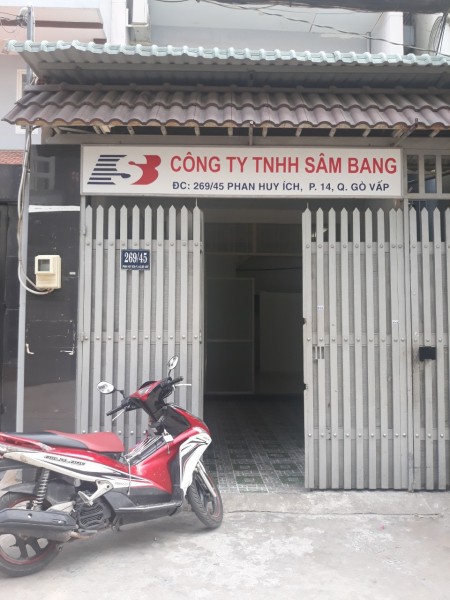 SB CÔNG TY TNHH SÂM BANG
ĐC: 269/45 PHAN HUY ÍCH, P. 14, Q. GÒ VẤP
269/45